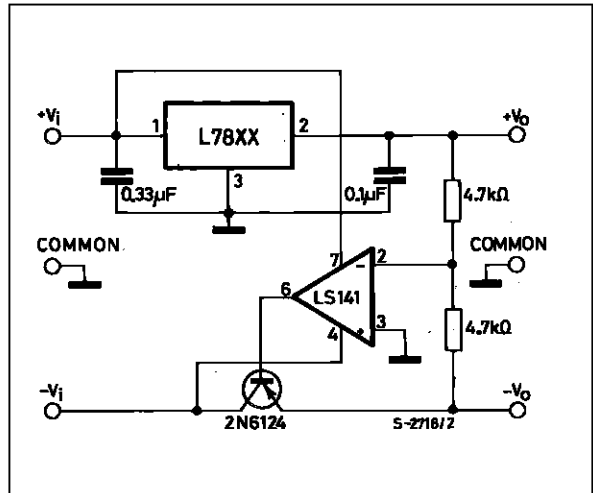 +Vi
1
L78XX
2
+Vo
3
0.33µF
0.1µF
4.7kΩ
COMMON
COMMON
7
-
2
6
LS141
4
+
3
4.7kΩ
-Vi
-Vo
2N6124
S-2718/2